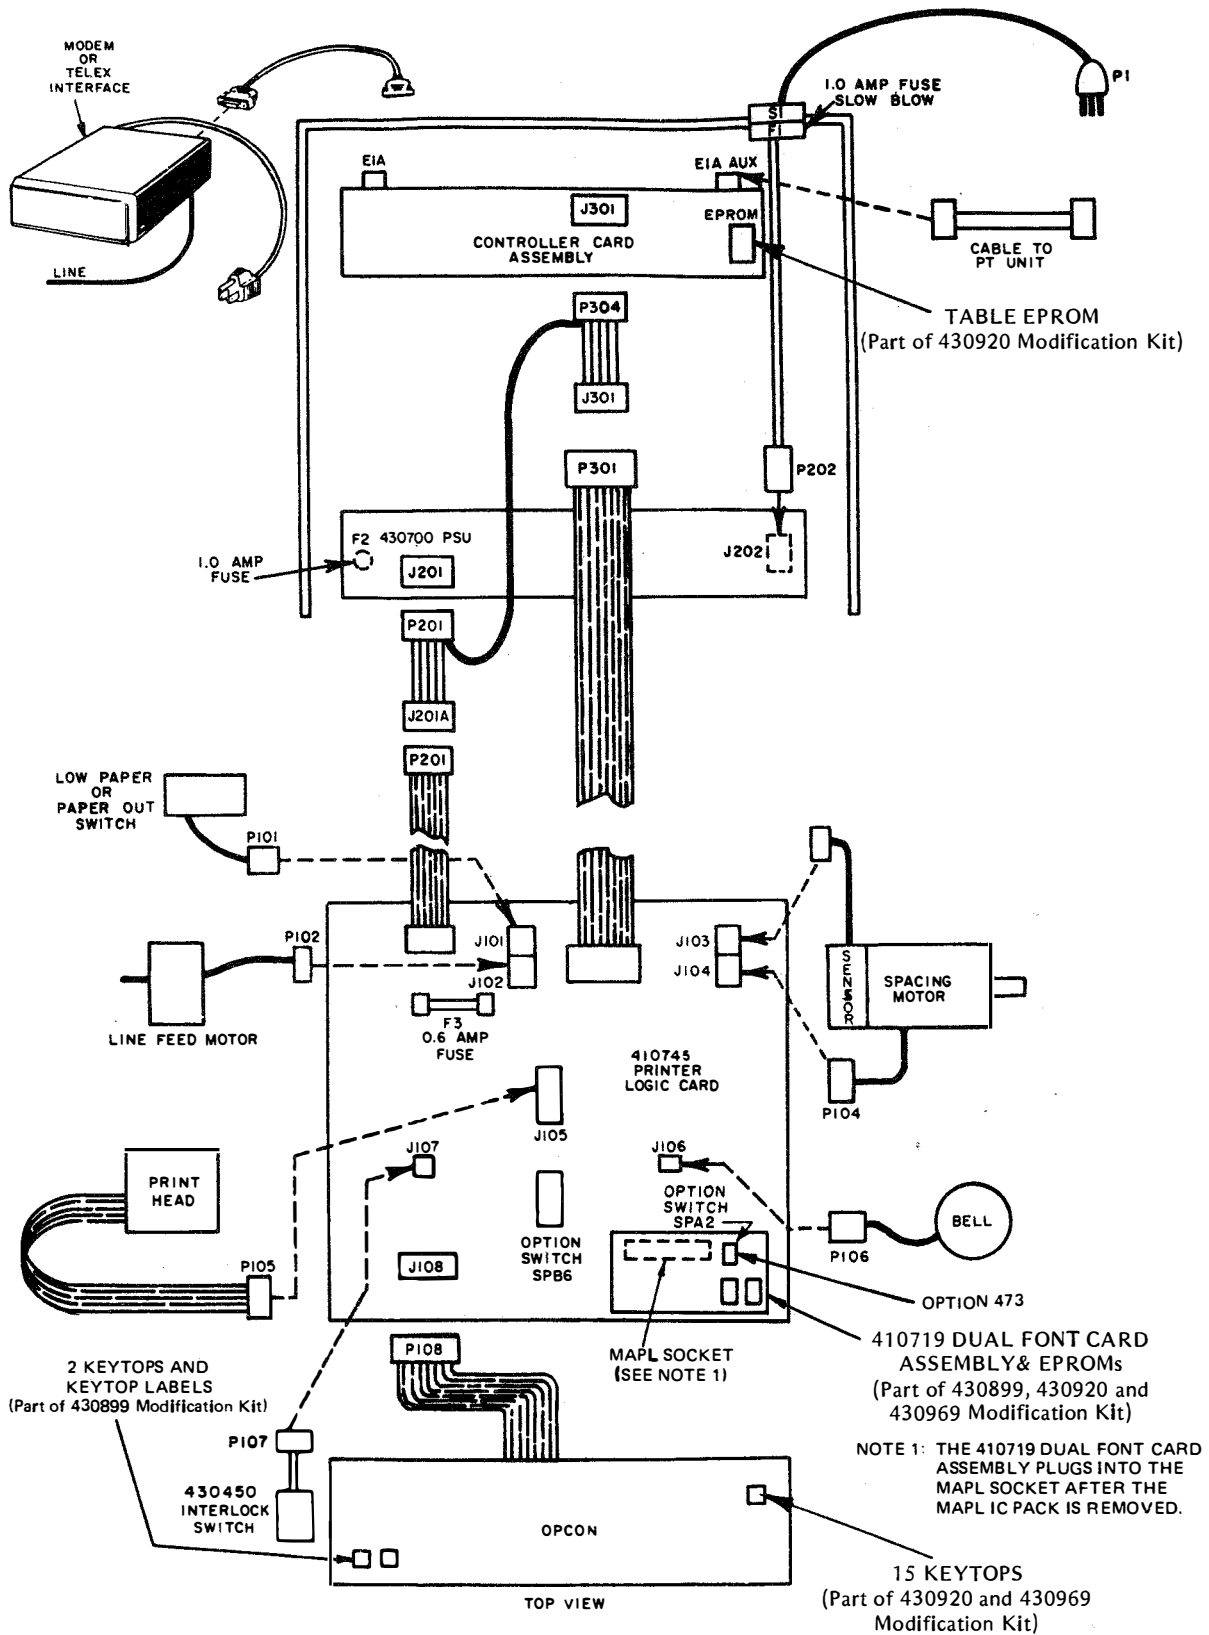 MODEM
OR
TELEX
INTERFACE
LINE
1.0 AMP FUSE
SLOW BLOW
P1
S1
F1
EIA
EIA AUX
J301
EPROM
CONTROLLER CARD
ASSEMBLY
CABLE TO
PT UNIT
TABLE EPROM
(Part of 430920 Modification Kit)
P304
J301
P301
P202
F2 430700 PSU
J201
J202
1.0 AMP
FUSE
P201
J201A
P201
LOW PAPER
OR
PAPER OUT
SWITCH
P101
P102
J101
J102
J103
J104
LINE FEED MOTOR
F3
0.6 AMP
FUSE
SENSOR
SPACING
MOTOR
P104
410745
PRINTER
LOGIC CARD
J105
J107
J106
PRINT
HEAD
OPTION
SWITCH
SPA2
BELL
P106
OPTION
SWITCH
SPB6
P105
J108
OPTION 473
MAPL SOCKET
(SEE NOTE 1)
410719 DUAL FONT CARD
ASSEMBLY& EPROMs
(Part of 430899, 430920 and
430969 Modification Kit)
P108
2 KEYTOPS AND
KEYTOP LABELS
(Part of 430899 Modification Kit)
P107
430450
INTERLOCK
SWITCH
NOTE 1: THE 410719 DUAL FONT CARD
ASSEMBLY PLUGS INTO THE
MAPL SOCKET AFTER THE
MAPL IC PACK IS REMOVED.
OPCON
TOP VIEW
15 KEYTOPS
(Part of 430920 and 430969
Modification Kit)